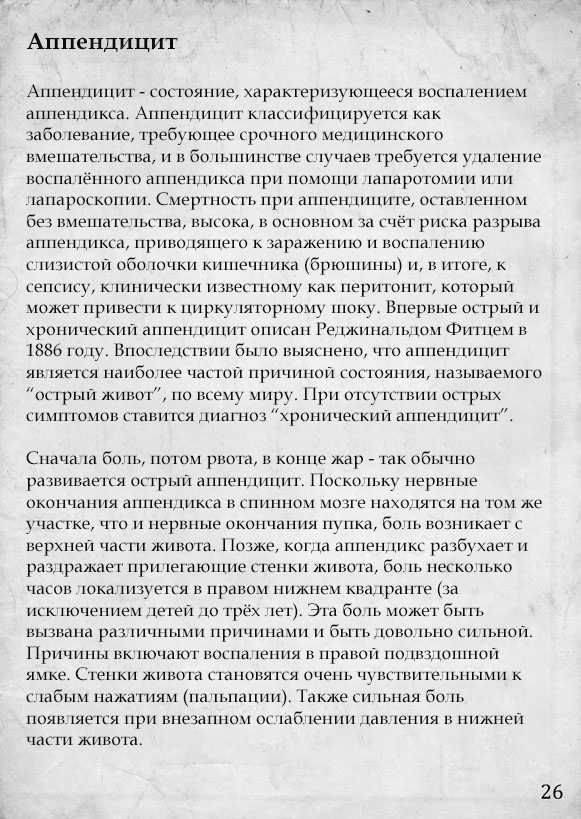 Аппендицит
Аппендицит - состояние, характеризующееся воспалением
аппендикса. Аппендицит классифицируется как
заболевание, требующее срочного медицинского
вмешательства, и в большинстве случаев требуется удаление
воспалённого аппендикса при помощи лапаротомии или
лапароскопии. Смертность при аппендиците, оставленном
без вмешательства, высока, в основном за счёт риска разрыва
аппендикса, приводящего к заражению и воспалению
слизистой оболочки кишечника (брюшины) и, в итоге, к
сепсису, клинически известному как перитонит, который
может привести к циркуляторному шоку. Впервые острый и
хронический аппендицит описан Реджинальдом Фитцем в
1886 году. Впоследствии было выяснено, что аппендицит
является наиболее частой причиной состояния, называемого
“острый живот”, по всему миру. При отсутствии острых
симптомов ставится диагноз “хронический аппендицит”.
Сначала боль, потом рвота, в конце жар - так обычно
развивается острый аппендицит. Поскольку нервные
окончания аппендикса в спинном мозге находятся на том же
участке, что и нервные окончания пупка, боль возникает с
верхней части живота. Позже, когда аппендикс разбухает и
раздражает прилегающие стенки живота, боль несколько
часов локализуется в правом нижнем квадранте (за
исключением детей до трёх лет). Эта боль может быть
вызвана различными причинами и быть довольно сильной.
Причины включают воспаления в правой подвздошной
ямке. Стенки живота становятся очень чувствительными к
слабым нажатиям (пальпации). Также сильная боль
появляется при внезапном ослаблении давления в нижней
части живота.
26